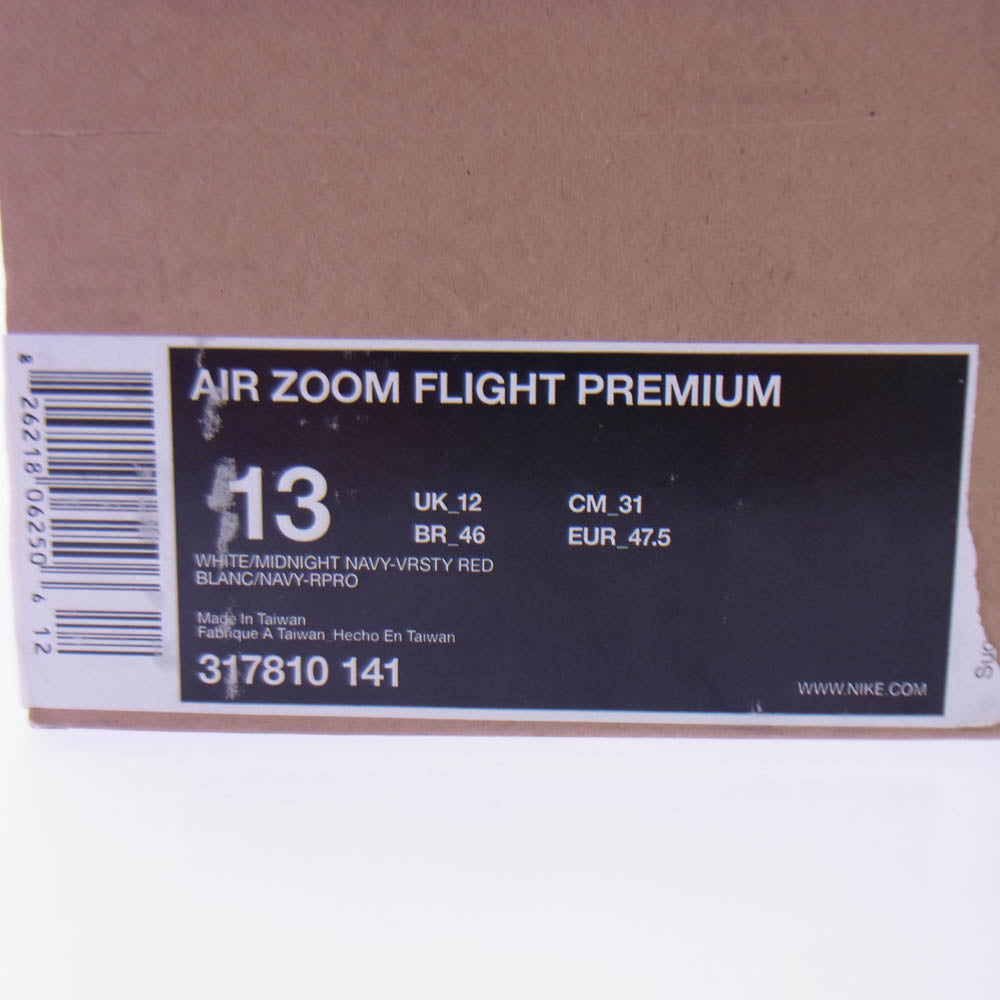 AIR ZOOM FLIGHT PREMIUM
13
UK_12 CM_31
BR_46 EUR_47.5
WHITE/MIDNIGHT NAVY-VRSTY RED
BLANC/NAVY-RPRO
Made In Taiwan
Fabrique A Taiwan_Hecho En Taiwan
317810 141
WWW.NIKE.COM
8 26218 06250 6 12